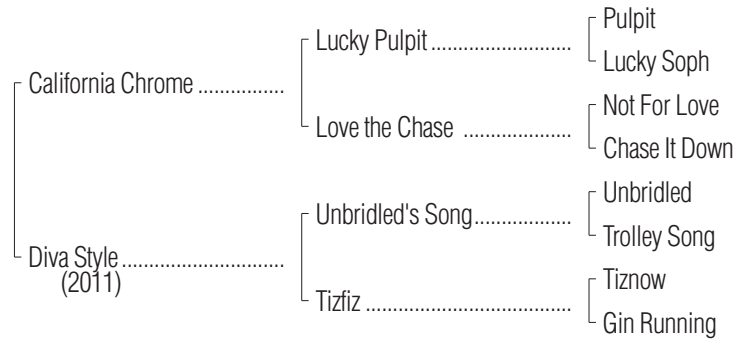 Pulpit
Lucky Pulpit ......................
Lucky Soph
California Chrome ................
Not For Love
Love the Chase .................
Chase It Down
Unbridled
Unbridled's Song...............
Trolley Song
Diva Style ..............................
(2011)
Tiznow
Tizfiz ......................................
Gin Running